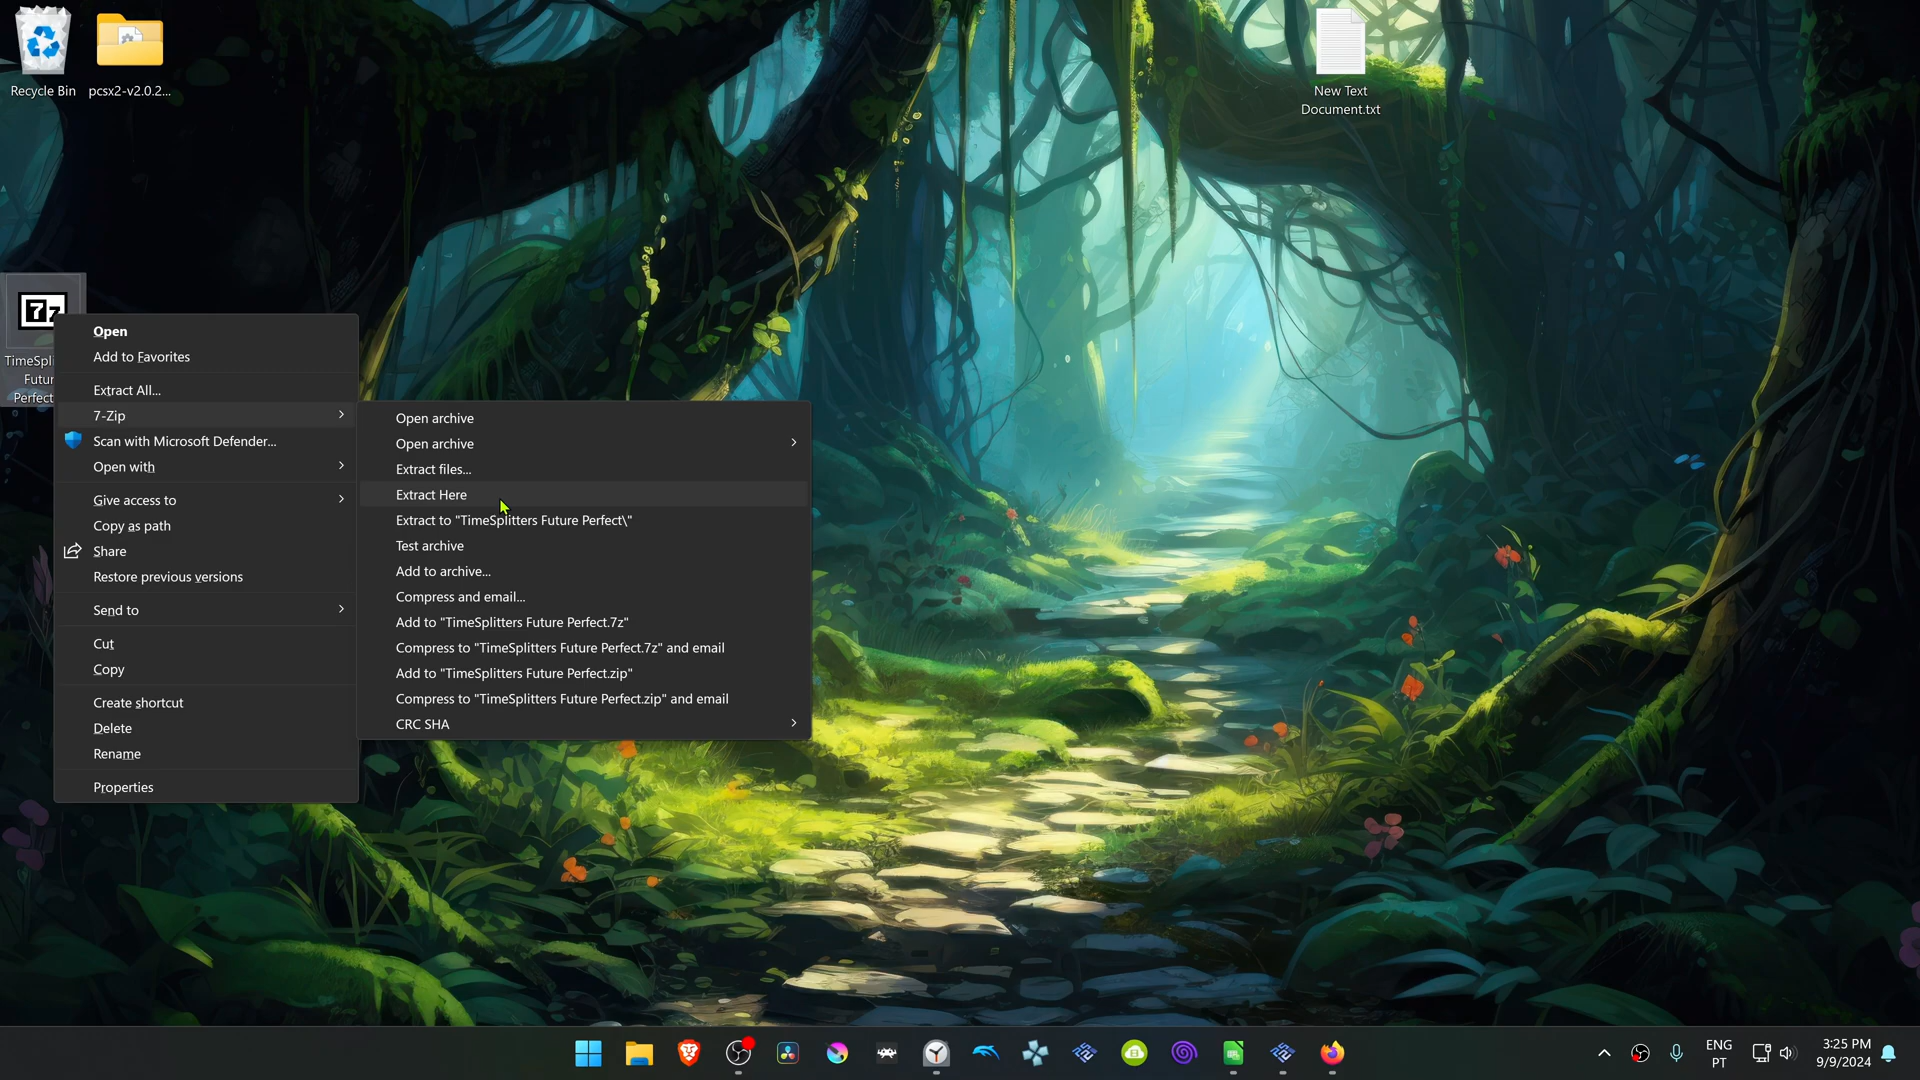 Recycle Bin
pcsx2-v2.0.2...
New Text
Document.txt
7z
TimeSpli
Futur
Perfect
Open
Add to Favorites
Extract All...
7-Zip
Scan with Microsoft Defender...
Open with
Give access to
Copy as path
Share
Restore previous versions
Send to
Cut
Copy
Create shortcut
Delete
Rename
Properties
Open archive
Open archive
Extract files...
Extract Here
Extract to "TimeSplitters Future Perfect\"
Test archive
Add to archive...
Compress and email...
Add to "TimeSplitters Future Perfect.7z"
Compress to "TimeSplitters Future Perfect.7z" and email
Add to "TimeSplitters Future Perfect.zip"
Compress to "TimeSplitters Future Perfect.zip" and email
CRC SHA
ENG
PT
3:25 PM
9/9/2024